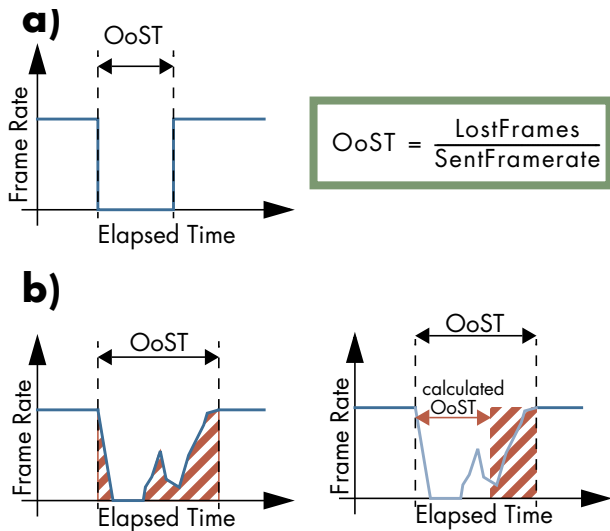 a)
OoST
Frame Rate
Elapsed Time
OoST = LostFrames
SentFramerate
b)
OoST
Frame Rate
Elapsed Time
OoST
calculated
OoST
Frame Rate
Elapsed Time